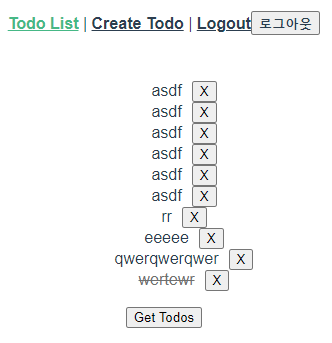 Todo List | Create Todo | Logout 로그아웃
asdf X
asdf X
asdf X
asdf X
asdf X
asdf X
rr X
eeeee X
qwerqwerqwer X
wertewr X
Get Todos